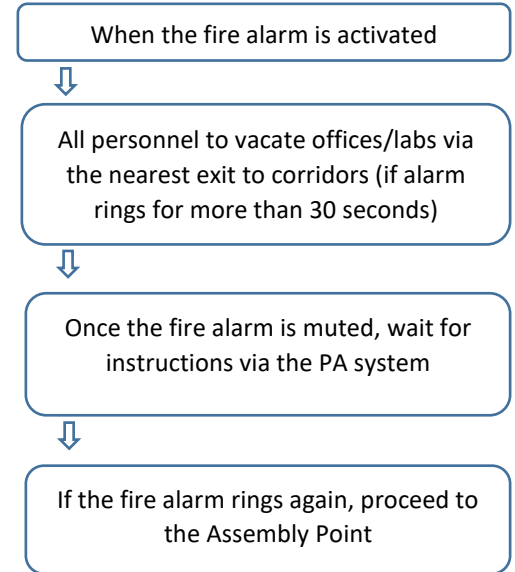 When the fire alarm is activated
All personnel to vacate offices/labs via
the nearest exit to corridors (if alarm
rings for more than 30 seconds)
Once the fire alarm is muted, wait for
instructions via the PA system
If the fire alarm rings again, proceed to
the Assembly Point